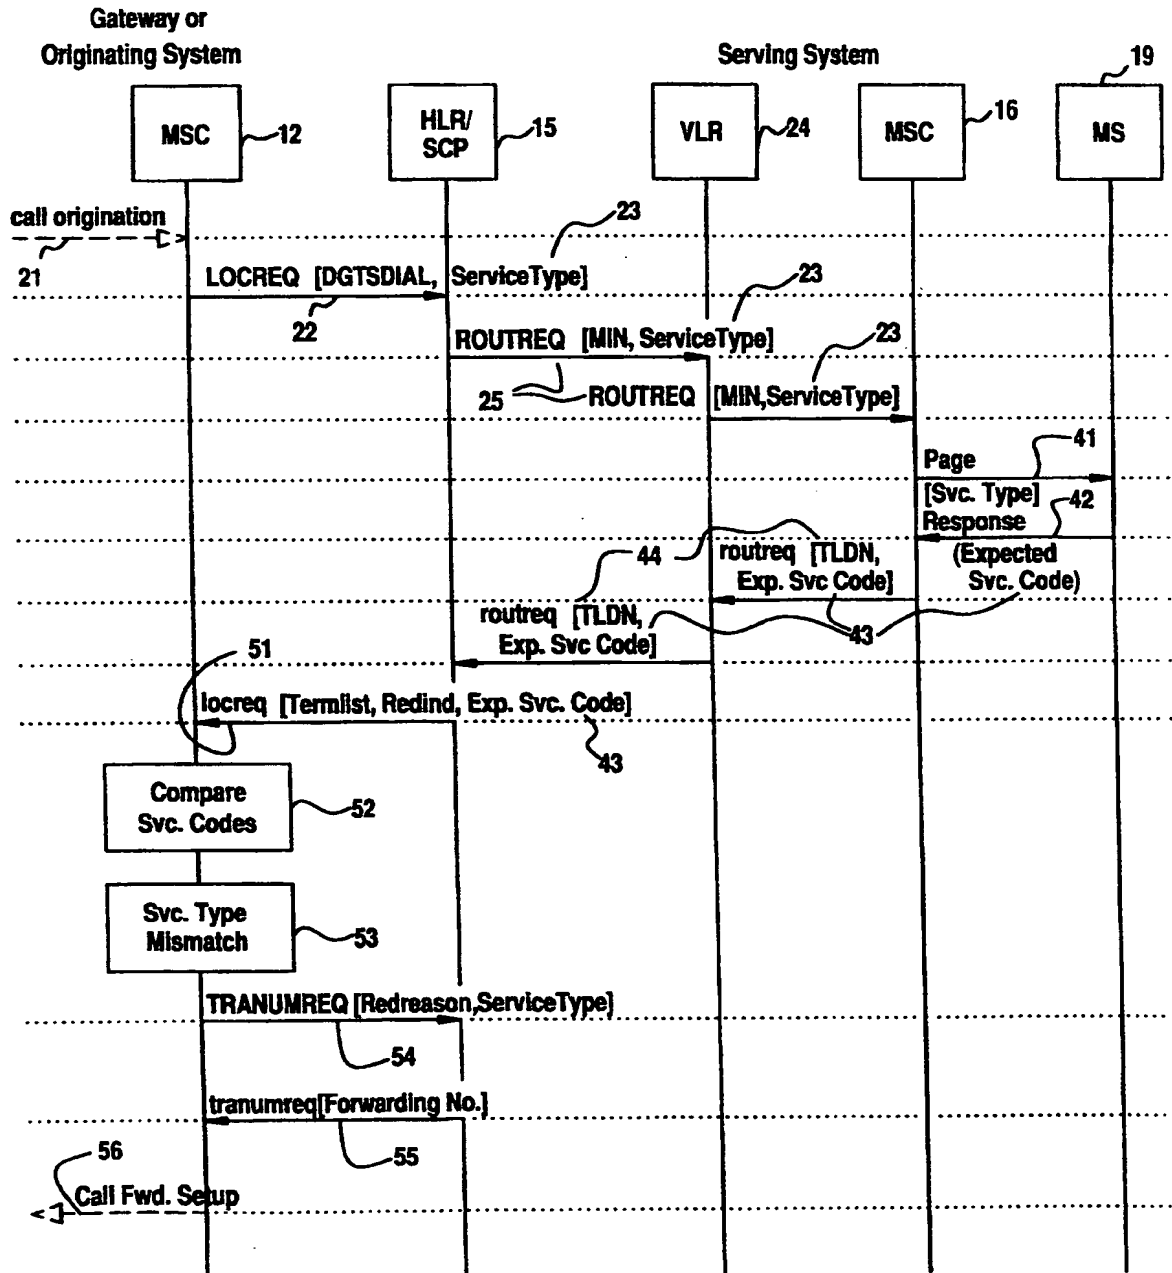 Gateway or
Originating System
Serving System
19
MSC
12
HLR/
SCP
15
VLR
24
MSC
16
MS
call origination
21
23
LOCREQ [DGTSDIAL, ServiceType]
22
23
ROUTREQ [MIN, ServiceType]
23
25
ROUTREQ [MIN,ServiceType]
Page
41
[Svc. Type]
42
Response
44
routreq [TLDN,
Exp. Svc Code]
(Expected
Svc. Code)
routreq [TLDN,
Exp. Svc Code]
43
51
locreq [Termlist, Redind, Exp. Svc. Code]
43
Compare
Svc. Codes
52
Svc. Type
Mismatch
53
TRANUMREQ [Redreason,ServiceType]
54
tranumreq[Forwarding No.]
55
56
Call Fwd. Setup